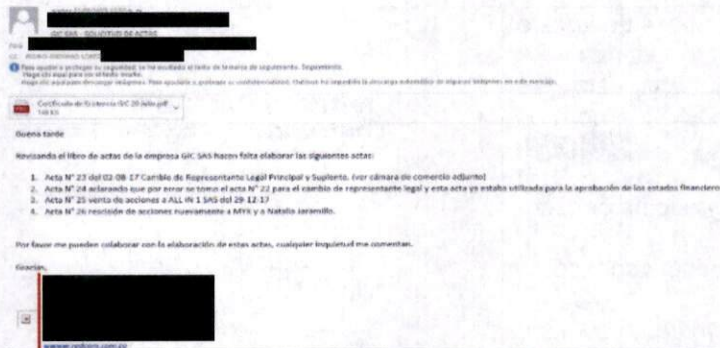 GIC SAS - SOLICITUD DE ACTAS
Para
CC
Certificado de Existencia GIC 20 Julio.pdf
Buena tarde
Revisando el libro de actas de la empresa GIC SAS hacen falta elaborar las siguientes actas:
1. Acta N° 23 del 02-08-17 Cambio de Representante Legal Principal y Suplente. (ver cámara de comercio adjunto)
2. Acta N° 24 aclarando que por error se tomo el acta N° 22 para el cambio de representante legal y esta acta ya estaba utilizada para la aprobación de los estados financieros
3. Acta N° 25 venta de acciones a ALL IN 1 SAS del 29-12-17
4. Acta N° 26 rescisión de acciones nuevamente a MYK y a Natalia Jaramillo.
Por favor me pueden colaborar con la elaboración de estas actas, cualquier inquietud me comentan.
Gracias,